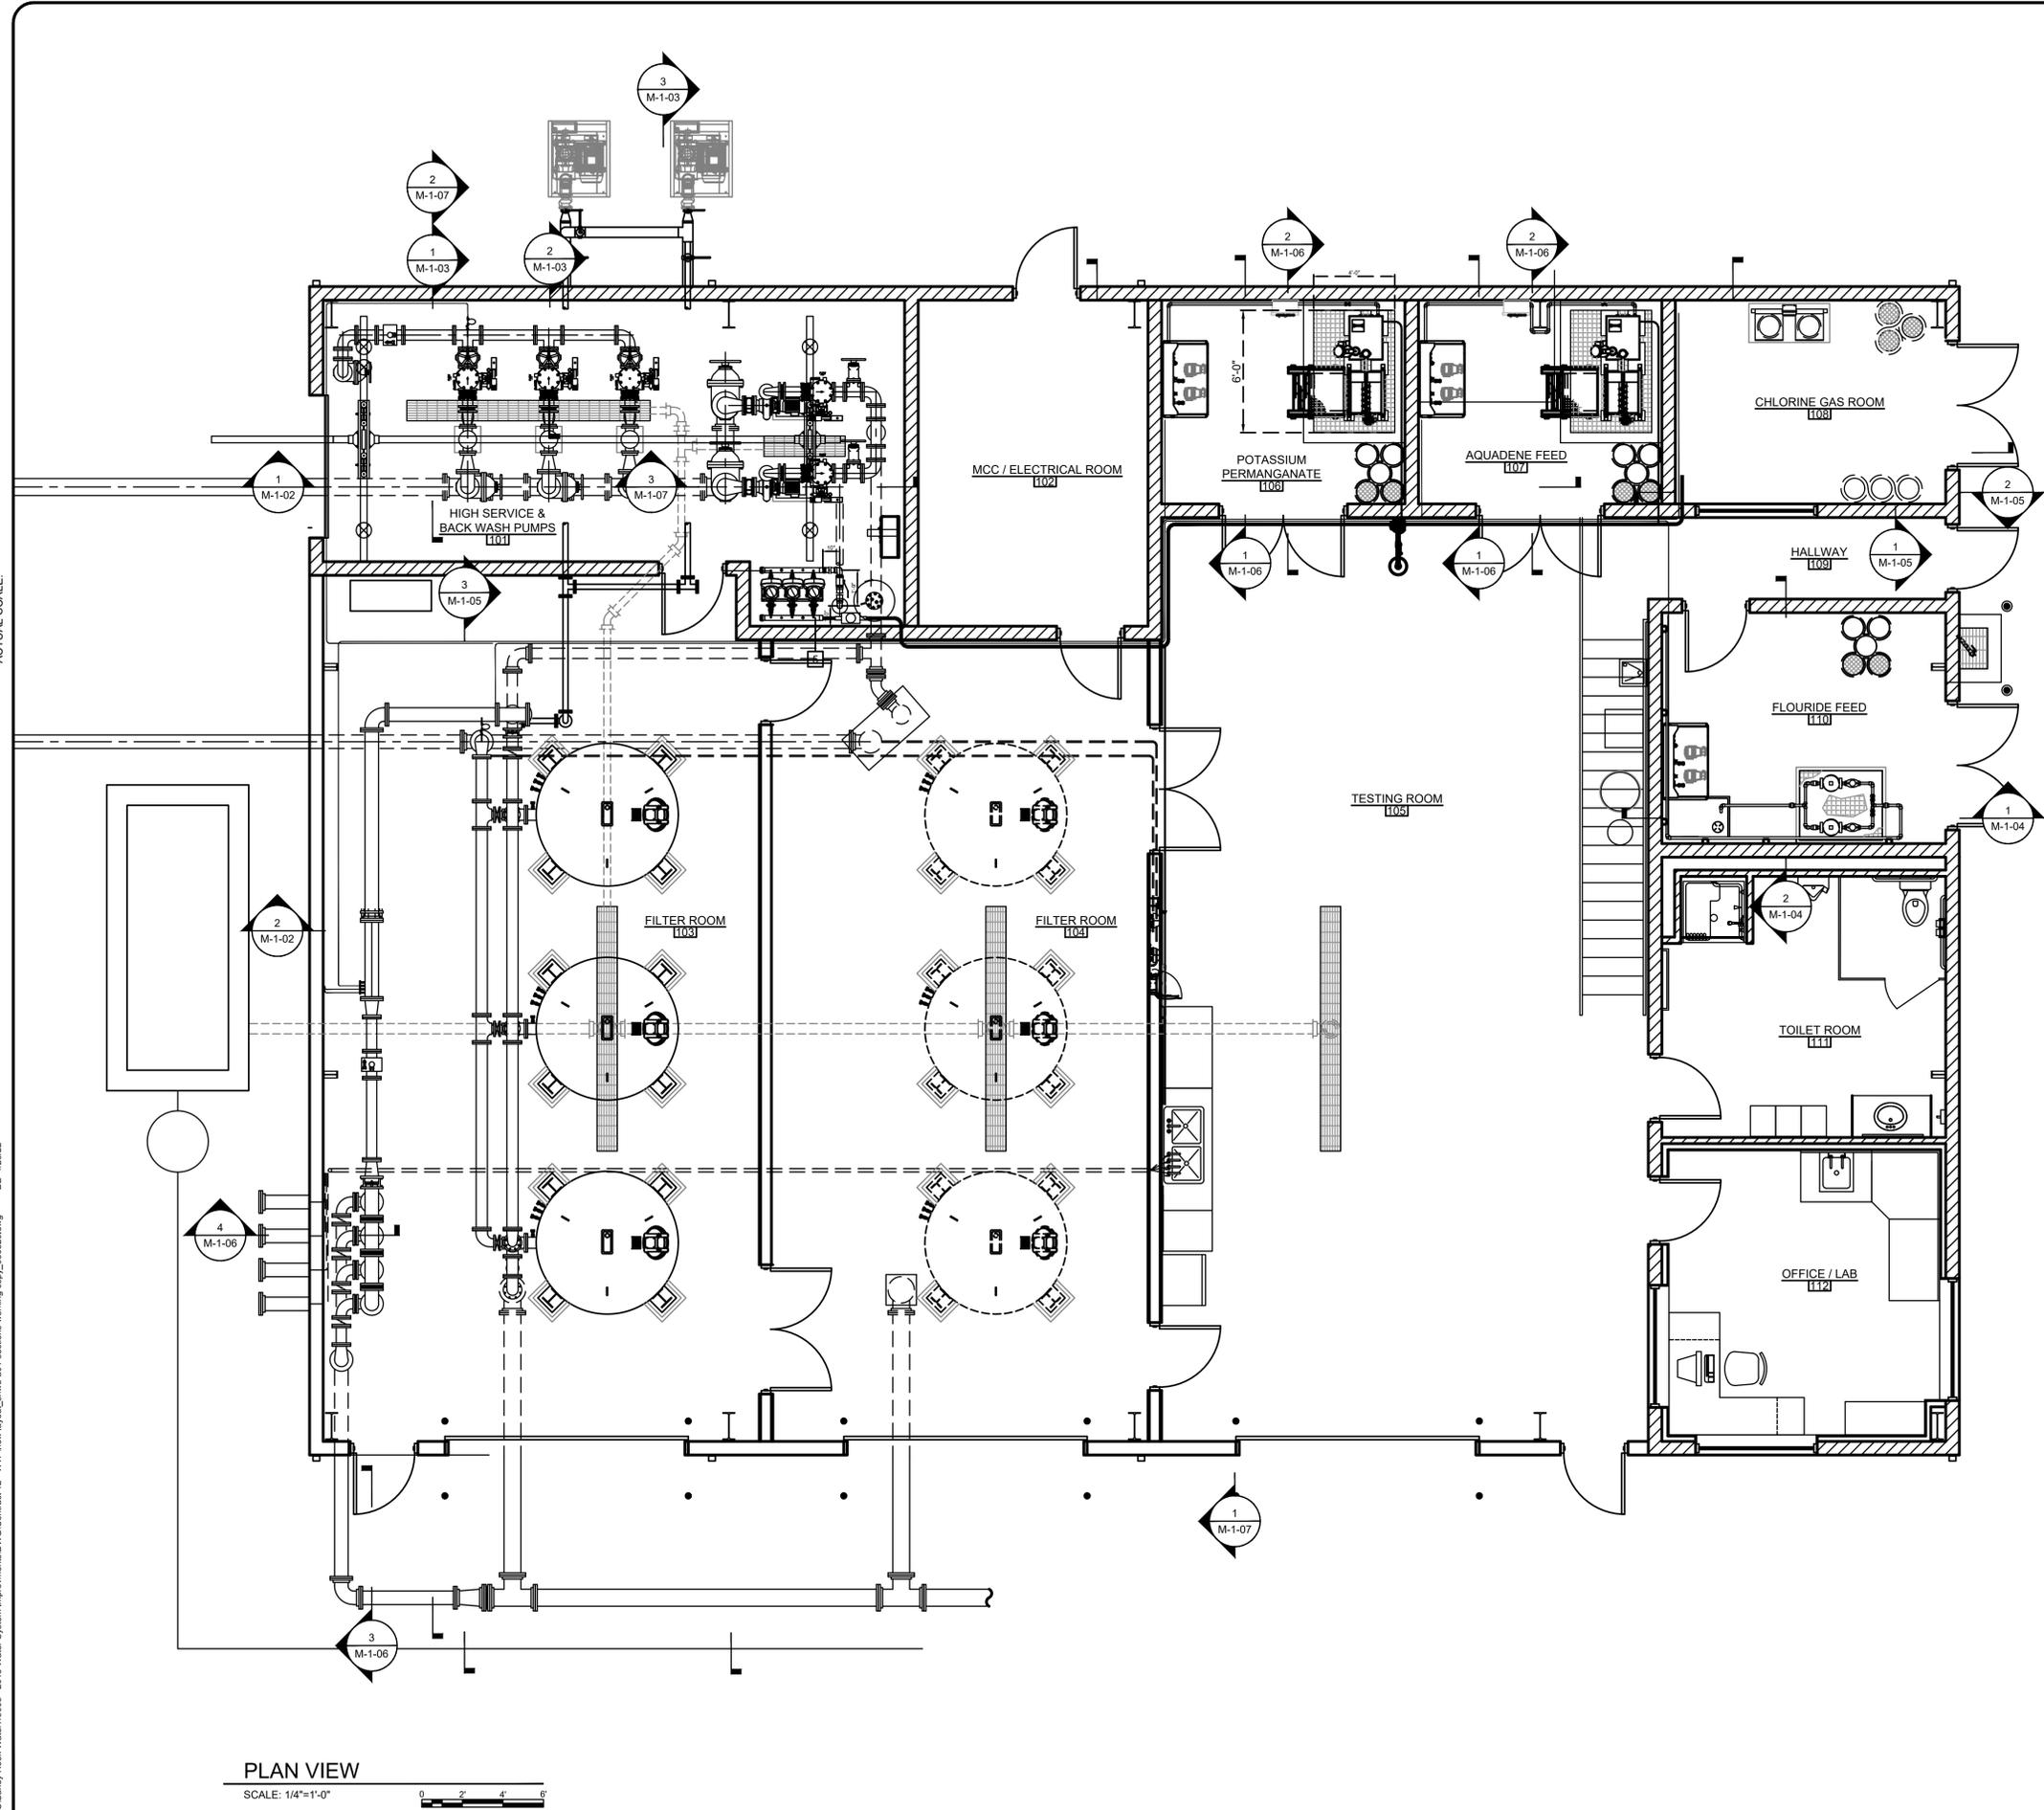 3
M-1-03
2
M-1-07
1
M-1-03
2
M-1-03
2
M-1-06
2
M-1-06
4'-0"
6'-0"
CHLORINE GAS ROOM
108
MCC / ELECTRICAL ROOM
102
POTASSIUM
PERMANGANATE
106
AQUADENE FEED
107
1
M-1-02
3
M-1-07
2
M-1-05
HIGH SERVICE &
BACK WASH PUMPS
101
1
M-1-06
1
M-1-06
HALLWAY
109
1
M-1-05
3
M-1-05
FLOURIDE FEED
110
TESTING ROOM
105
1
M-1-04
FILTER ROOM
103
FILTER ROOM
104
2
M-1-04
2
M-1-02
TOILET ROOM
111
4
M-1-06
OFFICE / LAB
112
1
M-1-07
3
M-1-06
PLAN VIEW
SCALE: 1/4"=1'-0"
0 2' 4' 6'